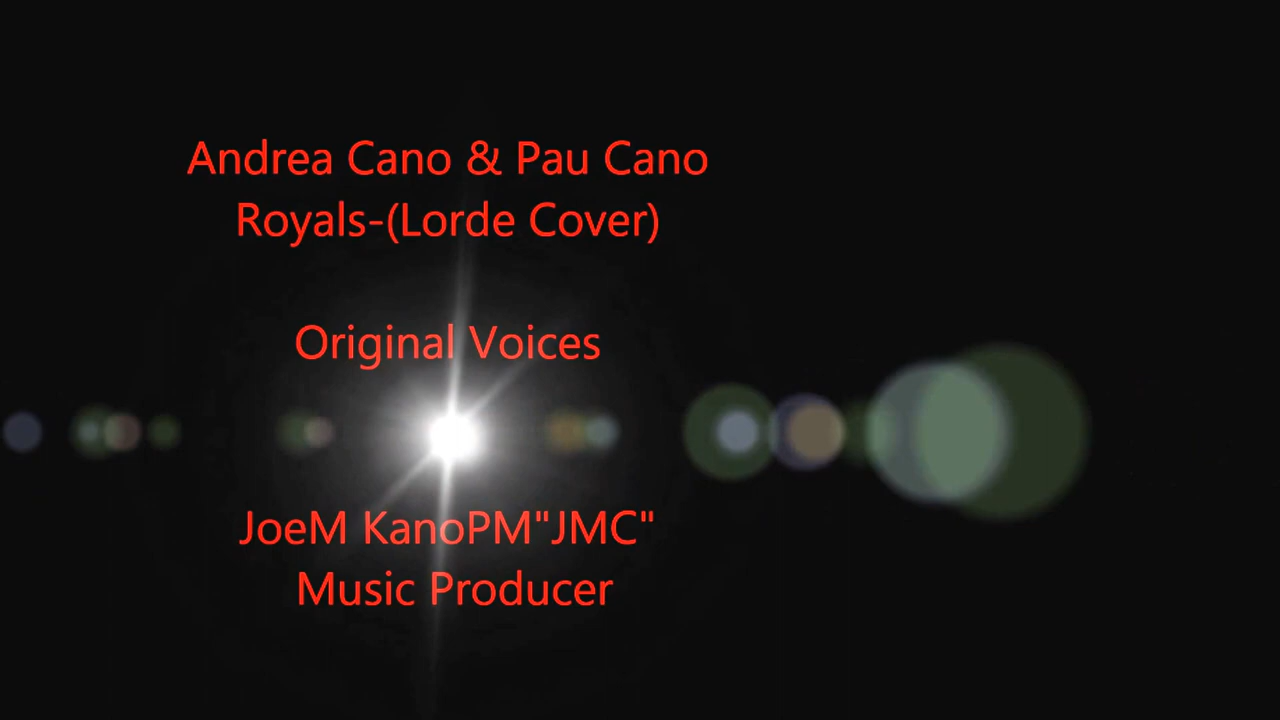 Andrea Cano & Pau Cano
Royals-(Lorde Cover)
Original Voices
JoeM KanoPM"JMC"
Music Producer